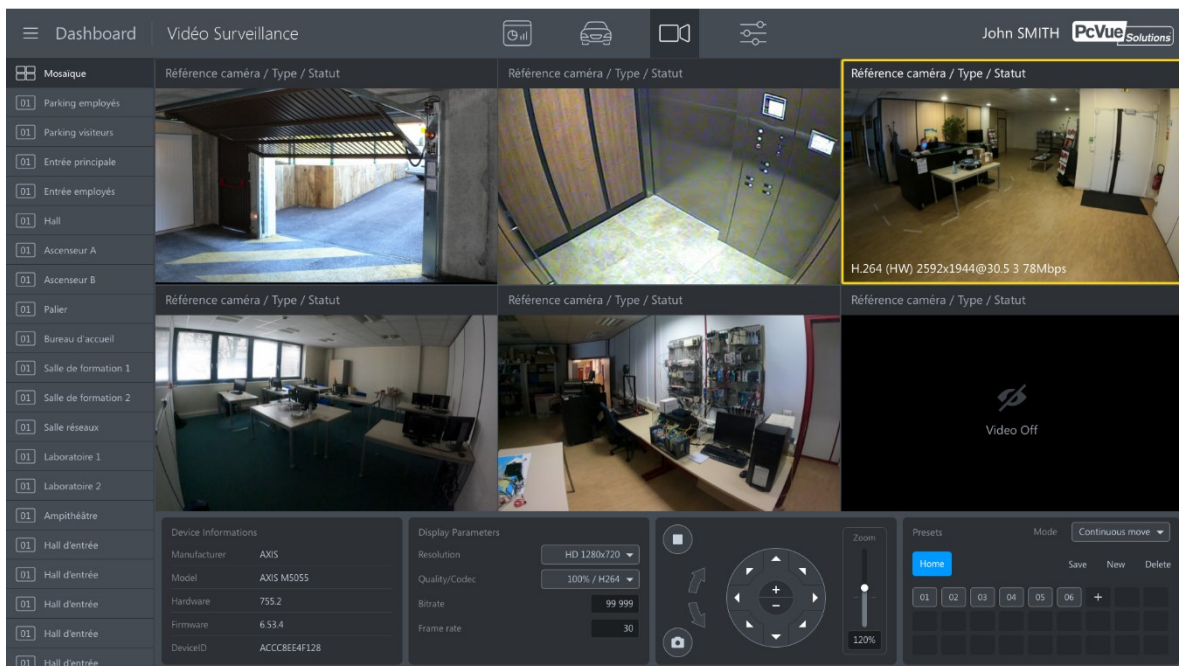 Dashboard
Vidéo Surveillance
John SMITH
PcVue Solutions
Mosaïque
01 Parking employés
01 Parking visiteurs
01 Entrée principale
01 Entrée employés
01 Hall
01 Ascenseur A
01 Ascenseur B
01 Palier
01 Bureau d'accueil
01 Salle de formation 1
01 Salle de formation 2
01 Salle réseaux
01 Laboratoire 1
01 Laboratoire 2
01 Ampithéâtre
01 Hall d'entrée
01 Hall d'entrée
01 Hall d'entrée
01 Hall d'entrée
01 Hall d'entrée
Référence caméra / Type / Statut
Référence caméra / Type / Statut
Référence caméra / Type / Statut
H.264 (HW) 2592x1944@30.5 3 78Mbps
Référence caméra / Type / Statut
Référence caméra / Type / Statut
Référence caméra / Type / Statut
Video Off
Device Informations
Manufacturer AXIS
Model AXIS M5055
Hardware 755.2
Firmware 6.53.4
DeviceID ACCC8EE4F128
Display Parameters
Resolution HD 1280x720
Quality/Codec 100% / H264
Bitrate 99 999
Frame rate 30
+
−
Zoom
120%
Presets
Mode Continuous move
Home Save New Delete
01 02 03 04 05 06 +